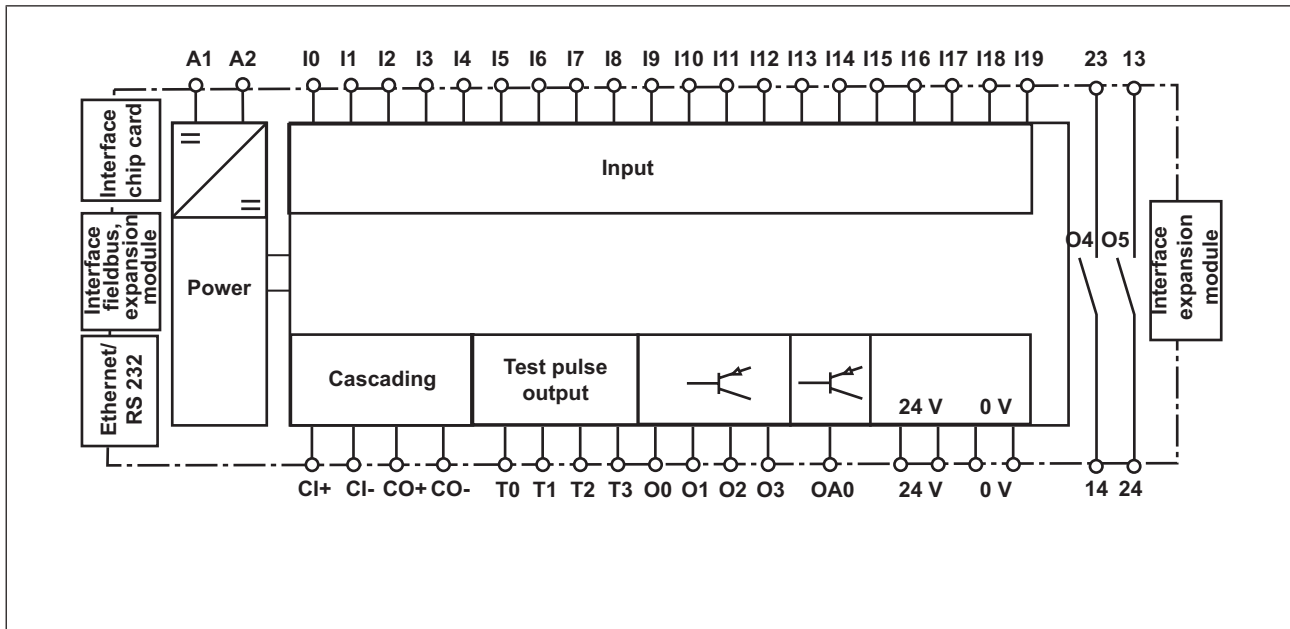 A1 A2 I0 I1 I2 I3 I4 I5 I6 I7 I8 I9 I10 I11 I12 I13 I14 I15 I16 I17 I18 I19 23 13
Interface
chip card
Interface
fieldbus,
expansion
module
Ethernet/
RS 232
Power
Input
O4 O5
Interface
expansion
module
Cascading
Test pulse
output
24 V 0 V
CI+ CI- CO+ CO- T0 T1 T2 T3 O0 O1 O2 O3 OA0 24 V 0 V 14 24